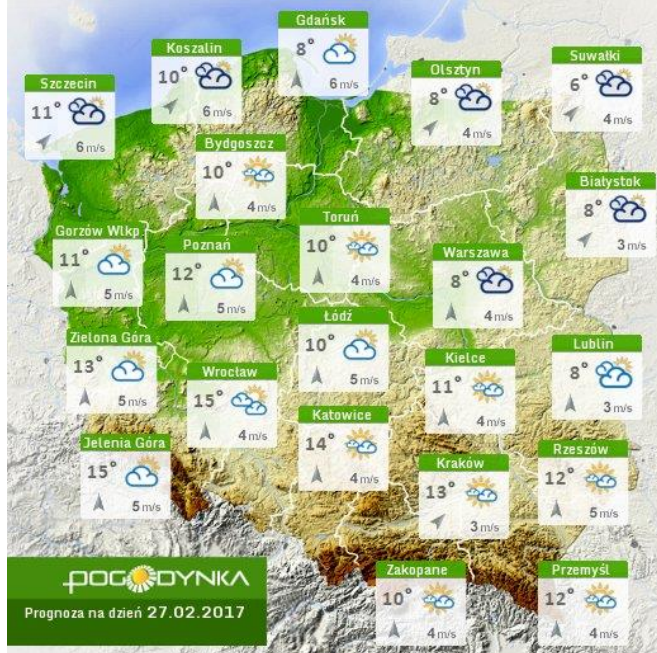 Gdańsk
8°
6 m/s
Koszalin
10°
6 m/s
Suwałki
6°
4 m/s
Olsztyn
8°
4 m/s
Szczecin
11°
6 m/s
Bydgoszcz
10°
4 m/s
Białystok
8°
3 m/s
Toruń
10°
4 m/s
Gorzów Wlkp
11°
5 m/s
Poznań
12°
5 m/s
Warszawa
8°
4 m/s
Łódź
10°
5 m/s
Zielona Góra
13°
5 m/s
Lublin
8°
3 m/s
Kielce
11°
4 m/s
Wrocław
15°
4 m/s
Katowice
14°
4 m/s
Jelenia Góra
15°
5 m/s
Rzeszów
12°
5 m/s
Kraków
13°
3 m/s
Zakopane
10°
4 m/s
Przemyśl
12°
4 m/s
POGODYNKA
Prognoza na dzień 27.02.2017